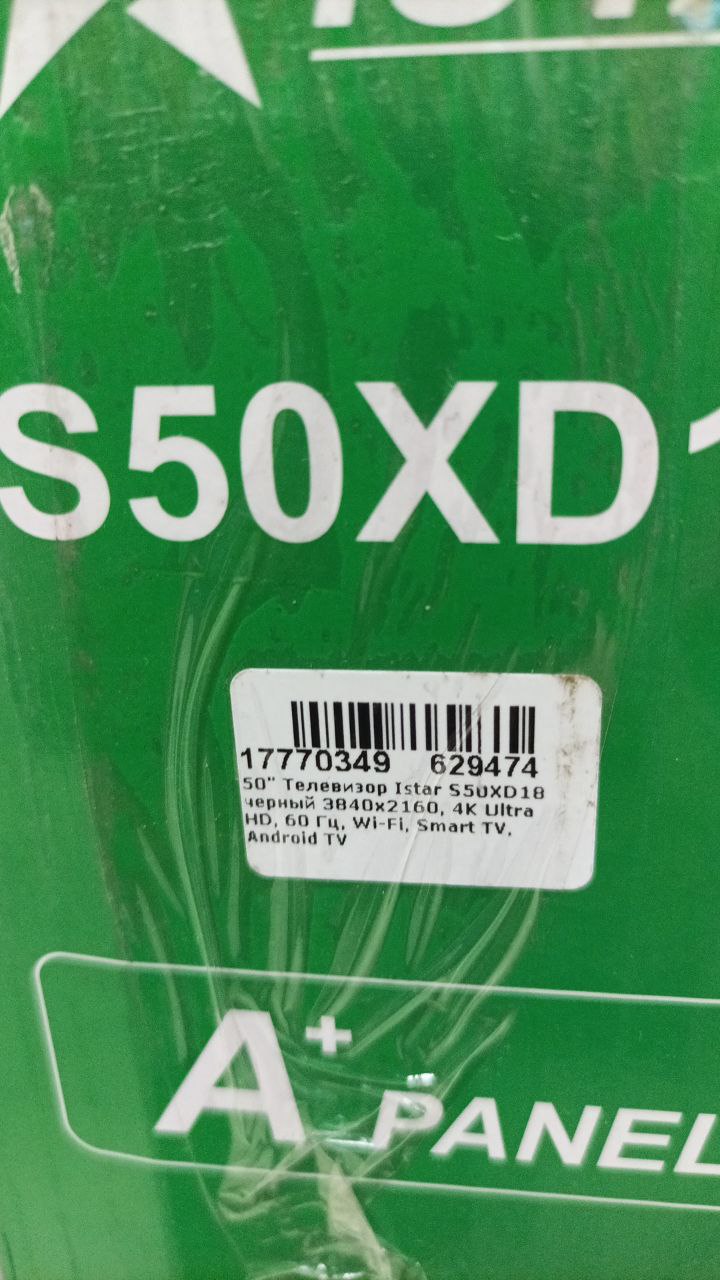 S50XD1
17770349 629474
50" Телевизор Istar S50XD18
черный 3840x2160, 4K Ultra
HD, 60 Гц, Wi-Fi, Smart TV,
Android TV
A+ PANEL